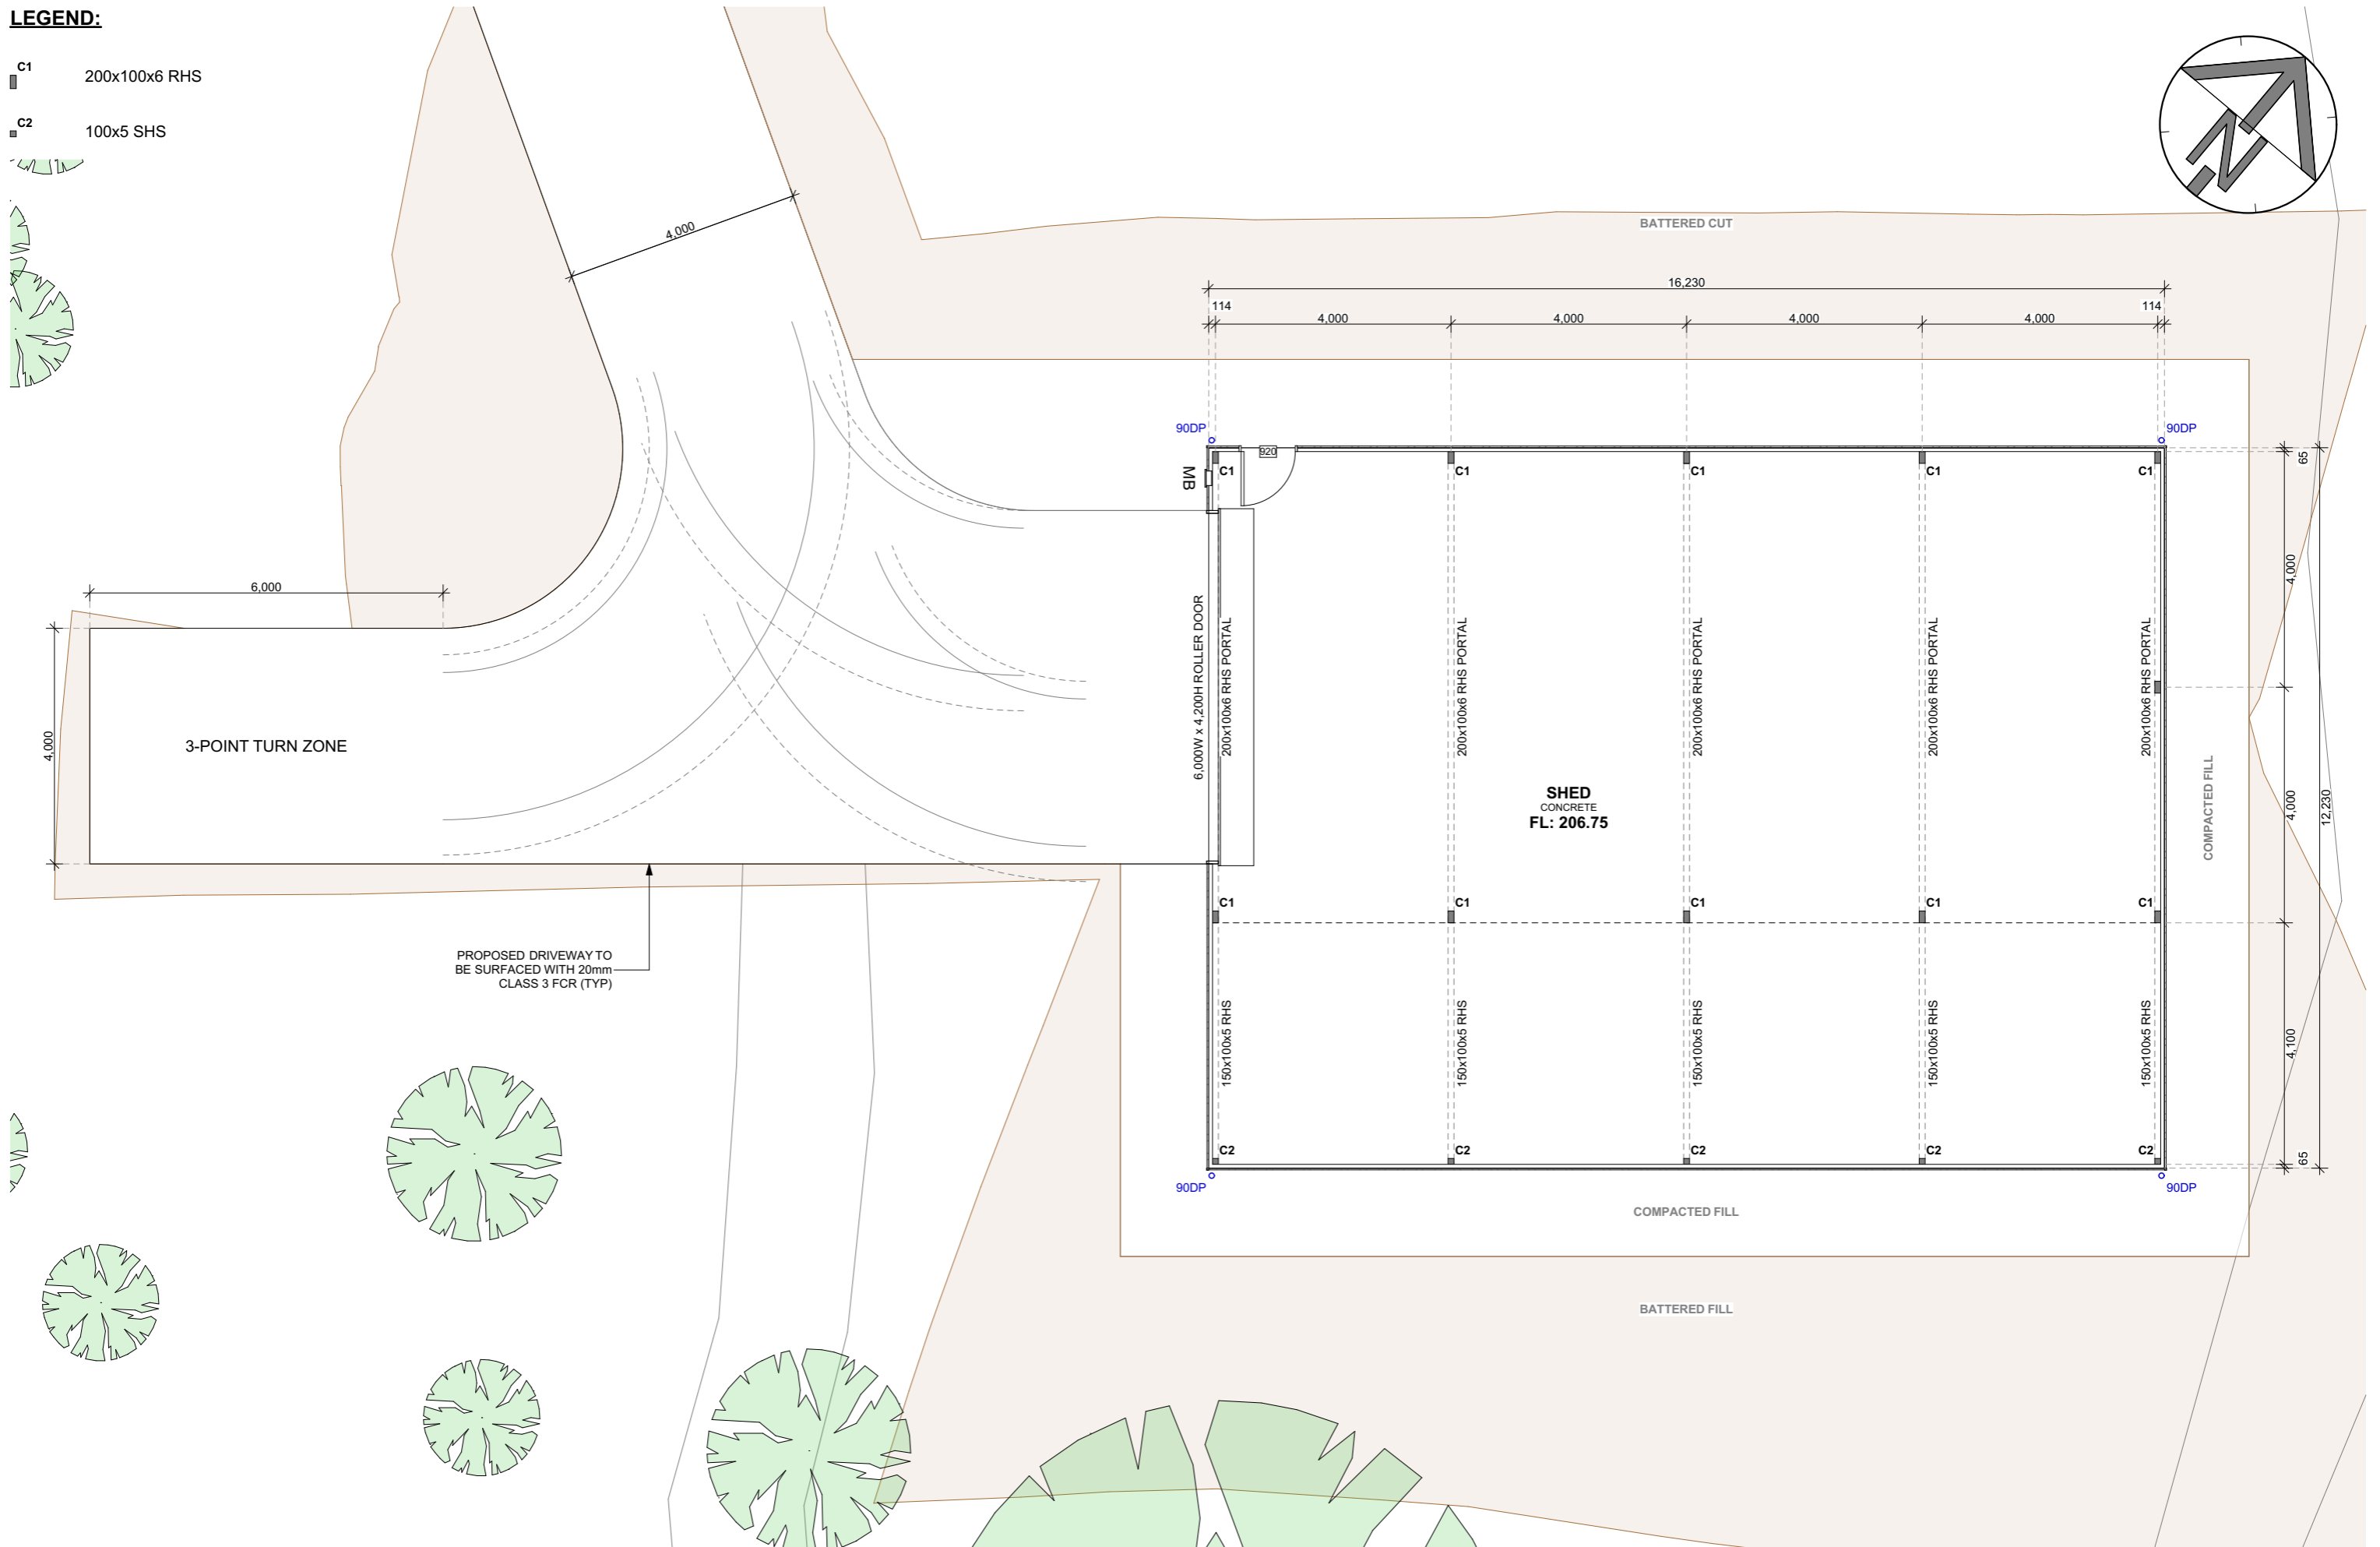 LEGEND:
C1
200x100x6 RHS
C2
100x5 SHS
N
BATTERED CUT
16,230
114
114
4,000
4,000
4,000
4,000
4,000
90DP
90DP
920
65
MB
C1
C1
C1
C1
C1
4,000
6,000
4,000
3-POINT TURN ZONE
6,000W x 4,200H ROLLER DOOR
200x100x6 RHS PORTAL
200x100x6 RHS PORTAL
200x100x6 RHS PORTAL
200x100x6 RHS PORTAL
200x100x6 RHS PORTAL
SHED
CONCRETE
FL: 206.75
COMPACTED FILL
4,000
12,230
C1
C1
C1
C1
C1
PROPOSED DRIVEWAY TO
BE SURFACED WITH 20mm
CLASS 3 FCR (TYP)
150x100x5 RHS
150x100x5 RHS
150x100x5 RHS
150x100x5 RHS
150x100x5 RHS
4,100
C2
C2
C2
C2
C2
65
90DP
90DP
COMPACTED FILL
BATTERED FILL